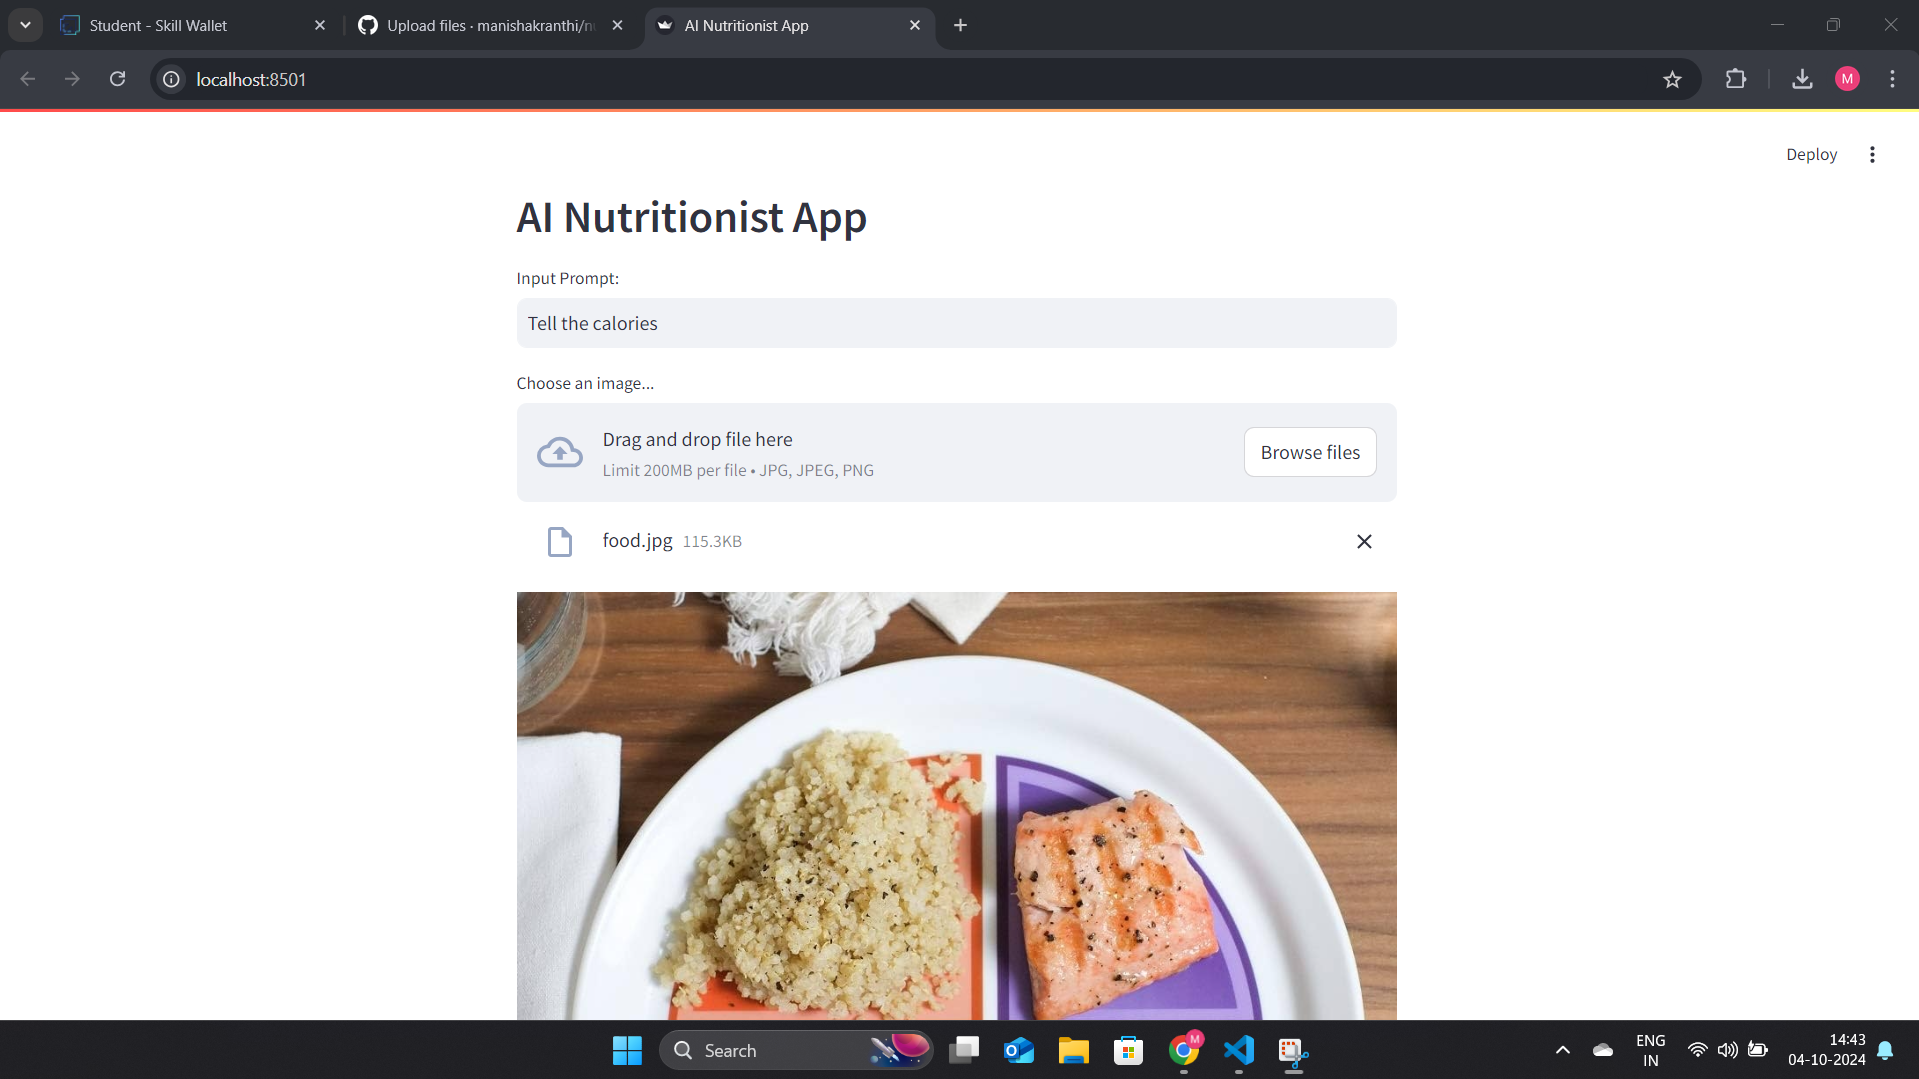 Student - Skill Wallet
Upload files · manishakranthi/nu
AI Nutritionist App
localhost:8501
M
Deploy
AI Nutritionist App
Input Prompt:
Tell the calories
Choose an image...
Drag and drop file here
Limit 200MB per file • JPG, JPEG, PNG
Browse files
food.jpg 115.3KB
Search
M
ENG
IN
14:43
04-10-2024